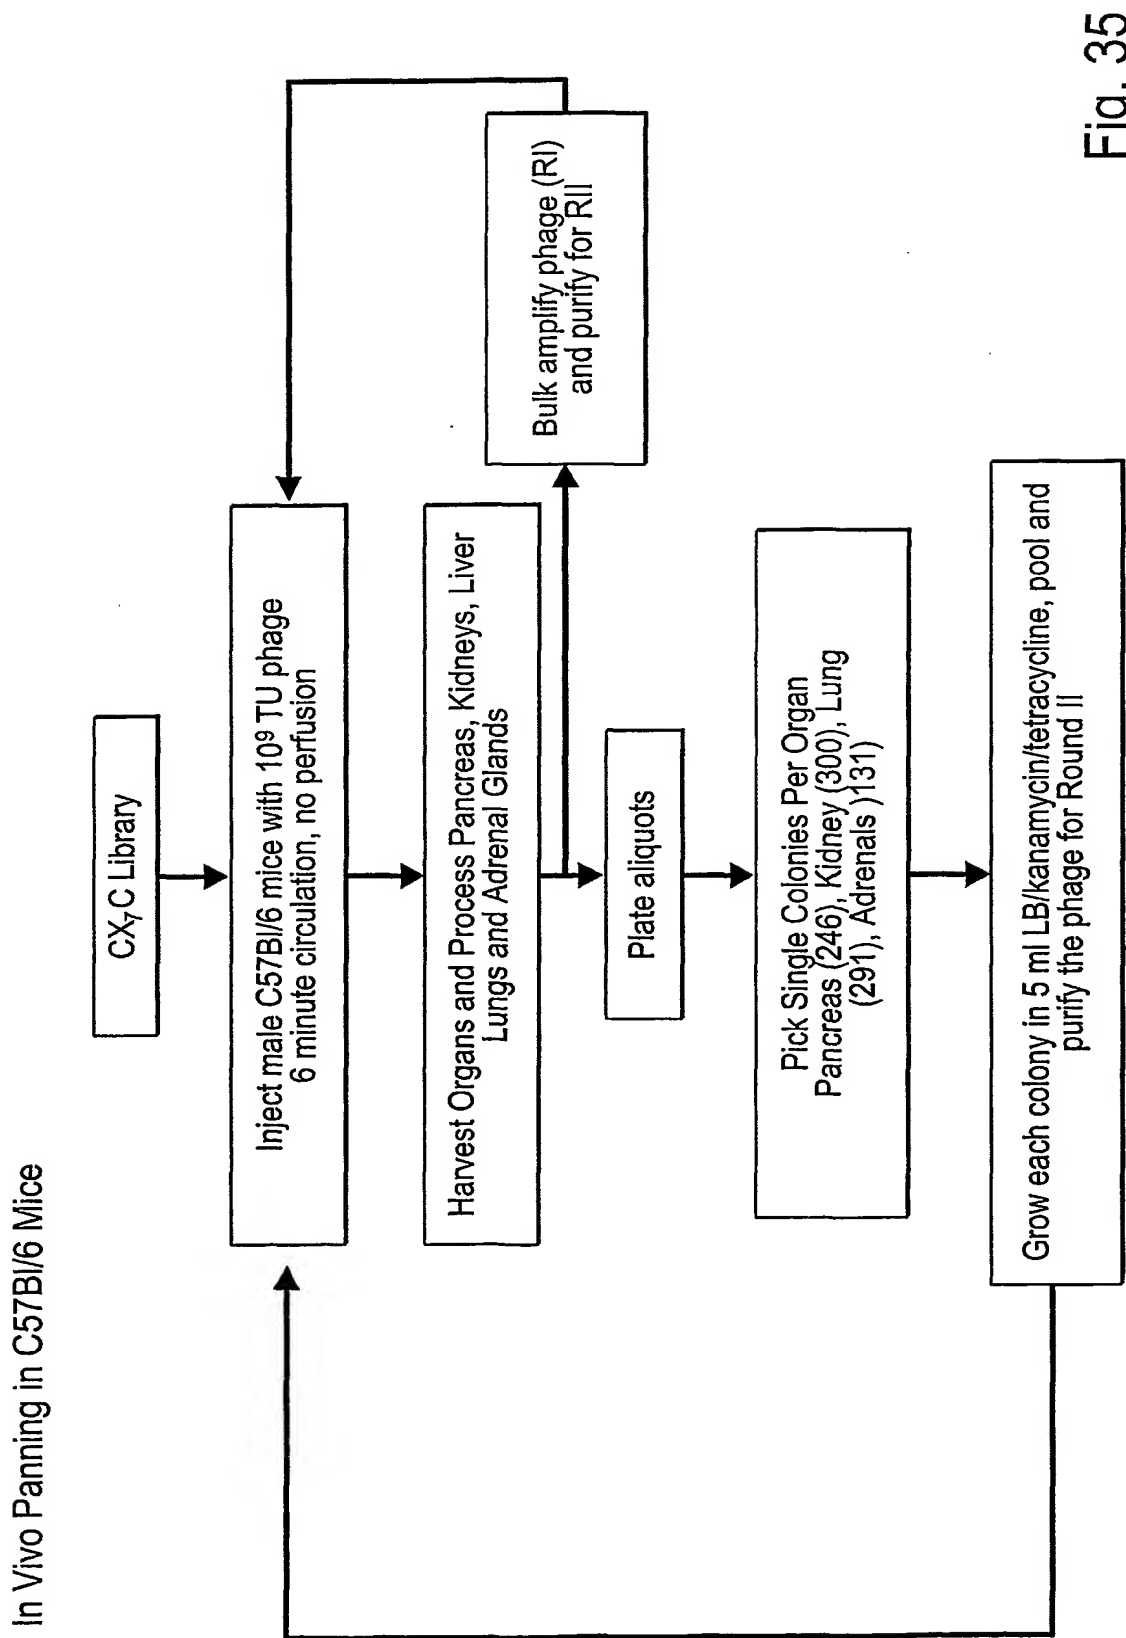 In Vivo Panning in C57Bl/6 Mice
CX₇C Library
Inject male C57Bl/6 mice with 10⁹ TU phage
6 minute circulation, no perfusion
Harvest Organs and Process Pancreas, Kidneys, Liver
Lungs and Adrenal Glands
Bulk amplify phage (RI)
and purify for RII
Plate aliquots
Pick Single Colonies Per Organ
Pancreas (246), Kidney (300), Lung
(291), Adrenals )131)
Grow each colony in 5 ml LB/kanamycin/tetracycline, pool and
purify the phage for Round II
Fig. 35